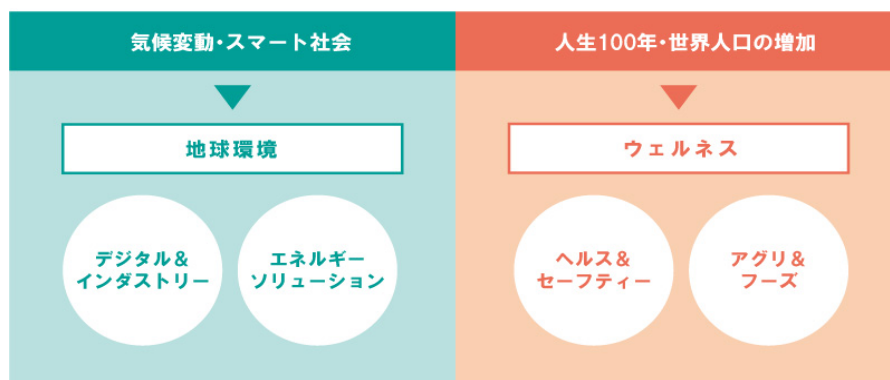 気候変動・スマート社会
人生100年・世界人口の増加
地球環境
ウェルネス
デジタル&
インダストリー
エネルギー
ソリューション
ヘルス&
セーフティー
アグリ&
フーズ